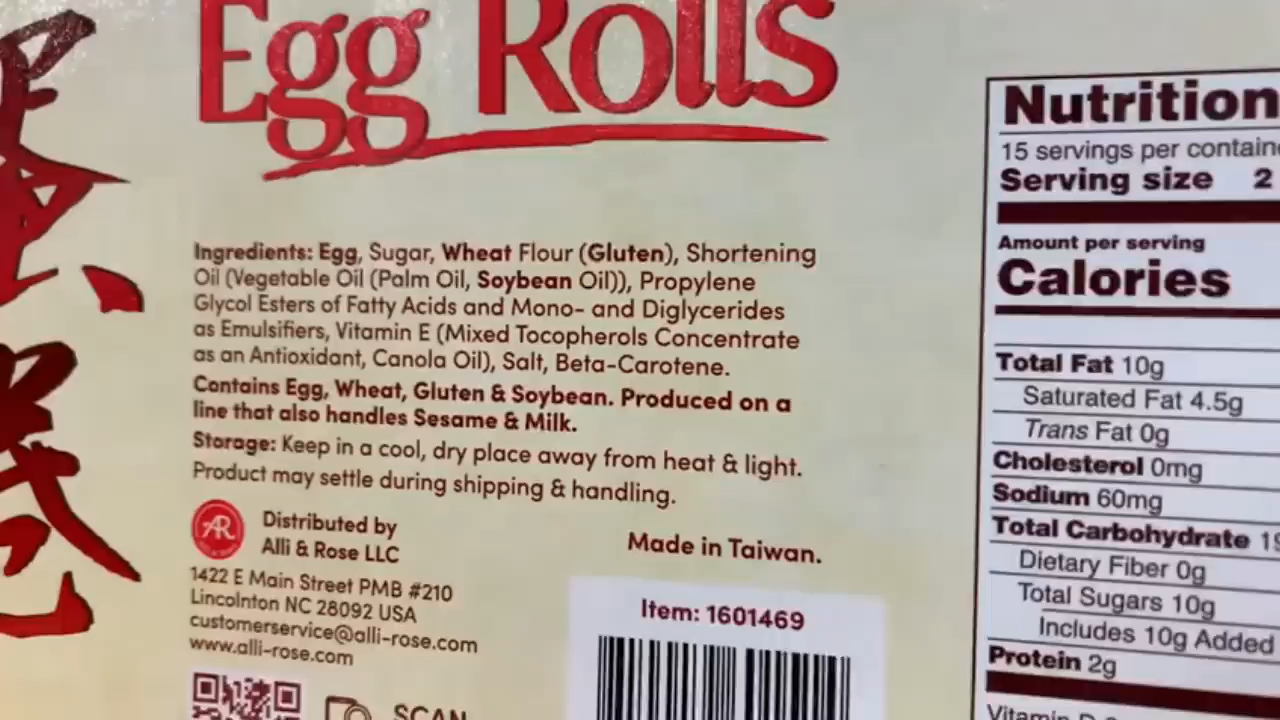 蛋
卷
Egg Rolls
Ingredients: Egg, Sugar, Wheat Flour (Gluten), Shortening
Oil (Vegetable Oil (Palm Oil, Soybean Oil)), Propylene
Glycol Esters of Fatty Acids and Mono- and Diglycerides
as Emulsifiers, Vitamin E (Mixed Tocopherols Concentrate
as an Antioxidant, Canola Oil), Salt, Beta-Carotene.
Contains Egg, Wheat, Gluten & Soybean. Produced on a
line that also handles Sesame & Milk.
Storage: Keep in a cool, dry place away from heat & light.
Product may settle during shipping & handling.
AR
Distributed by
Alli & Rose LLC
1422 E Main Street PMB #210
Lincolnton NC 28092 USA
customerservice@alli-rose.com
www.alli-rose.com
SCAN
Made in Taiwan.
Item: 1601469
Nutrition
15 servings per
Serving size 2
Amount per serving
Calories
Total Fat 10g
Saturated Fat 4.5g
Trans Fat 0g
Cholesterol 0mg
Sodium 60mg
Total Carbohydrate
Dietary Fiber 0g
Total Sugars 10g
Includes 10g Added
Protein 2g
Vitamin D